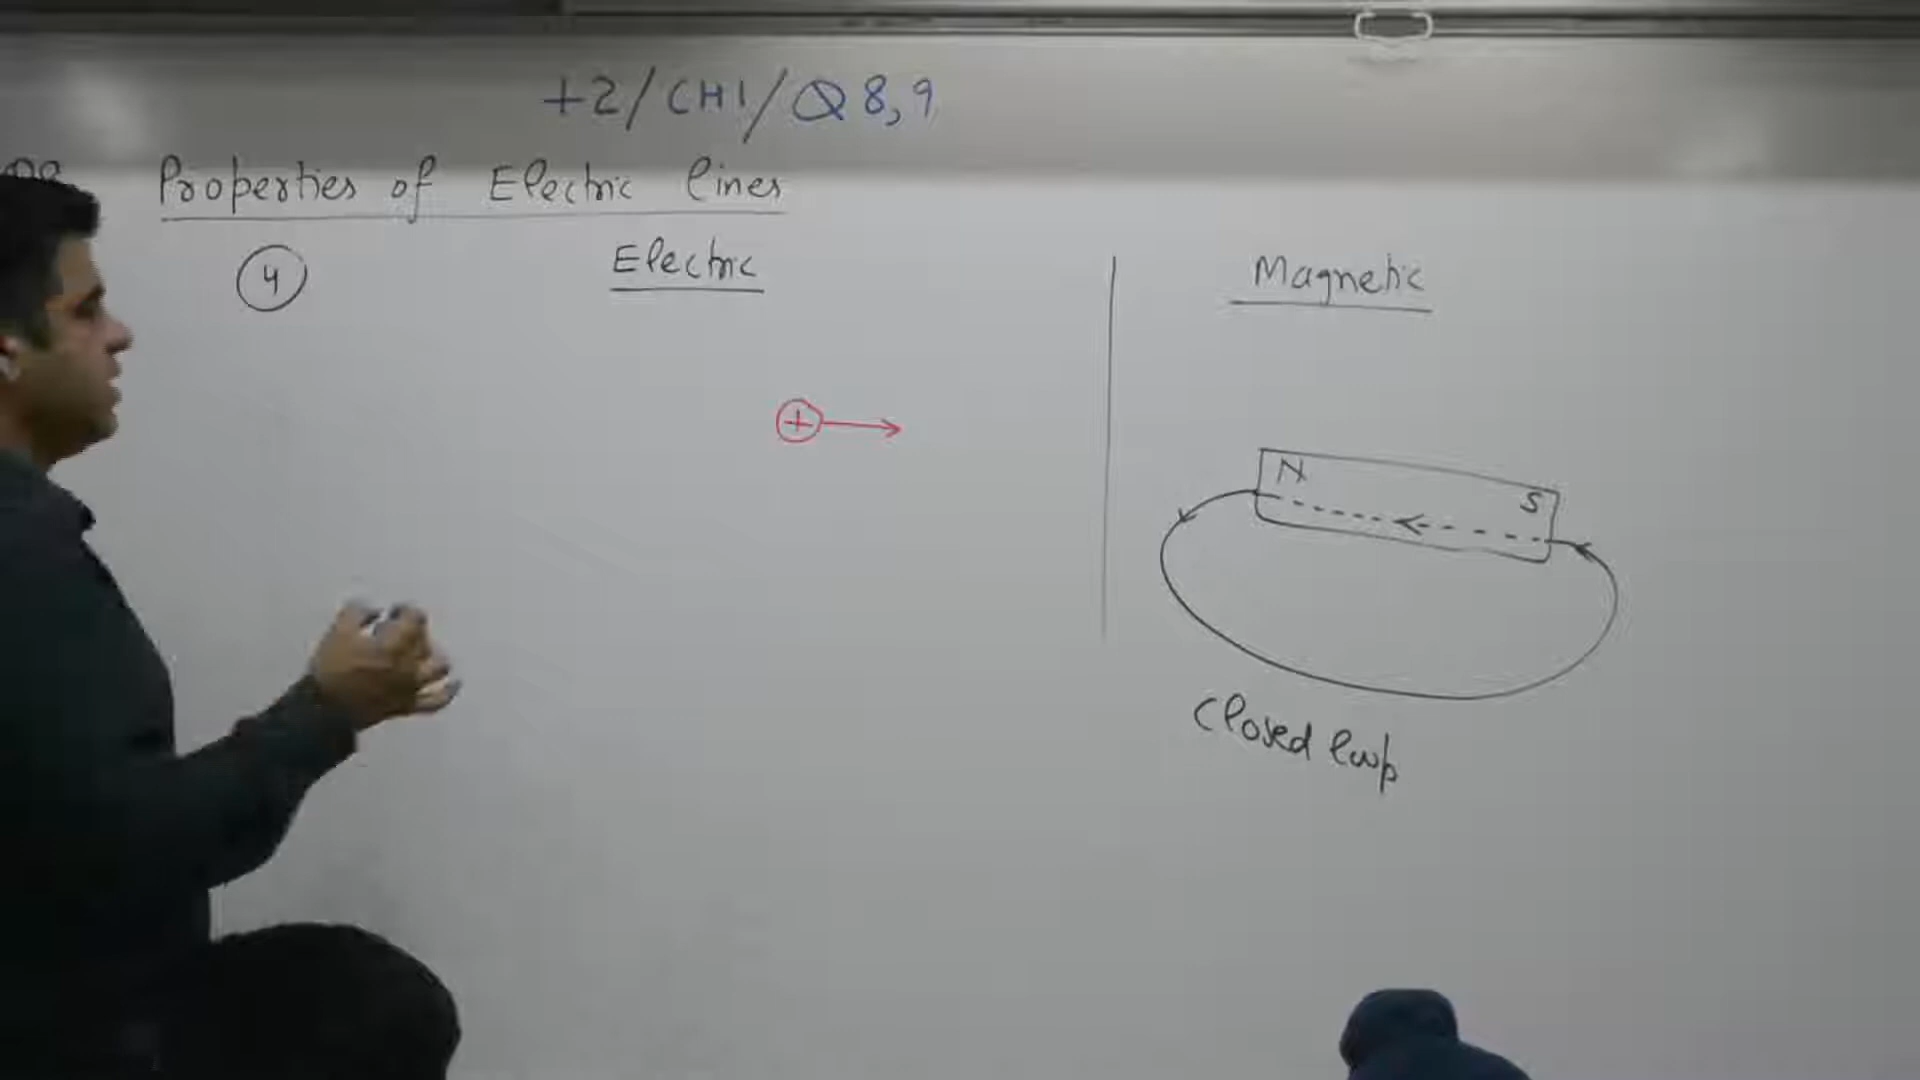 +2/CH1/Q8,9
Properties of Electric lines
4
Electric
Magnetic
+
N
S
Closed loop